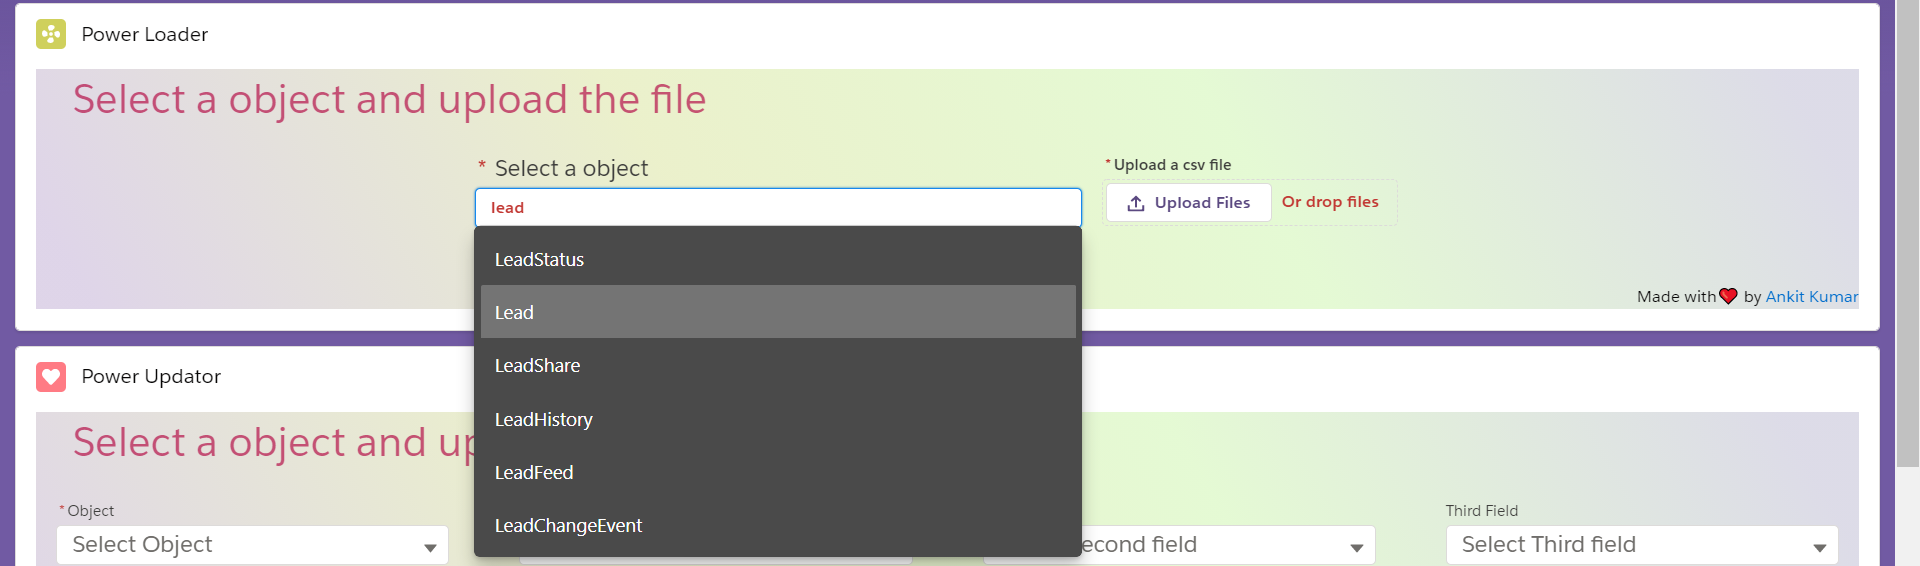 Power Loader
Select a object and upload the file
* Select a object
lead
* Upload a csv file
Upload Files
Or drop files
LeadStatus
Lead
LeadShare
LeadHistory
LeadFeed
LeadChangeEvent
Made with by Ankit Kumar
Power Updator
Select a object and up
* Object
Select Object
econd field
Third Field
Select Third field